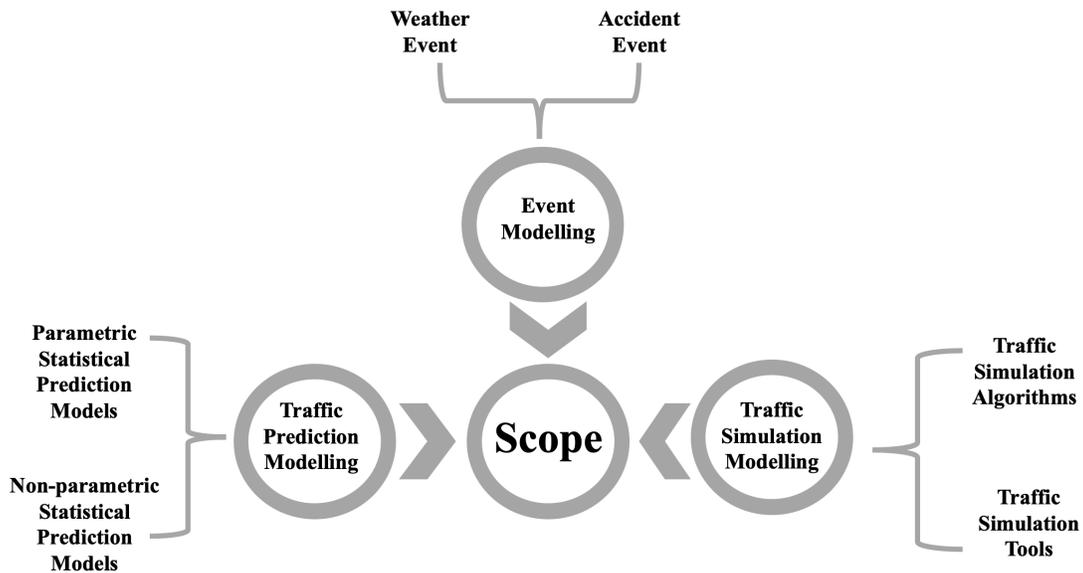 Weather
Event
Accident
Event
Event
Modelling
Parametric
Statistical
Prediction
Models
Non-parametric
Statistical
Prediction
Models
Traffic
Prediction
Modelling
Scope
Traffic
Simulation
Modelling
Traffic
Simulation
Algorithms
Traffic
Simulation
Tools